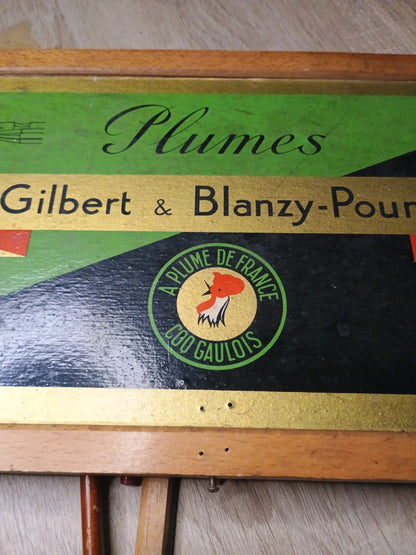 Plumes
Gilbert & Blanzy-Pour
A PLUME DE FRANCE
COQ GAULOIS